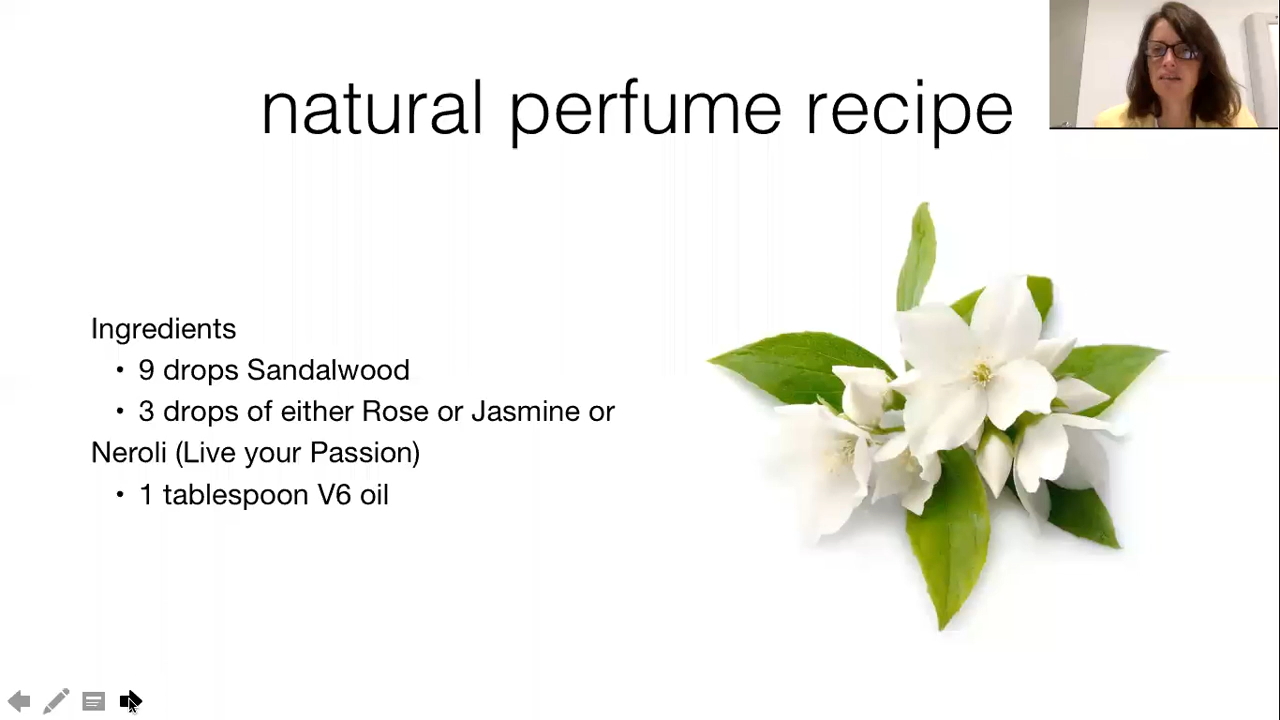 natural perfume recipe
Ingredients
• 9 drops Sandalwood
• 3 drops of either Rose or Jasmine or
Neroli (Live your Passion)
• 1 tablespoon V6 oil